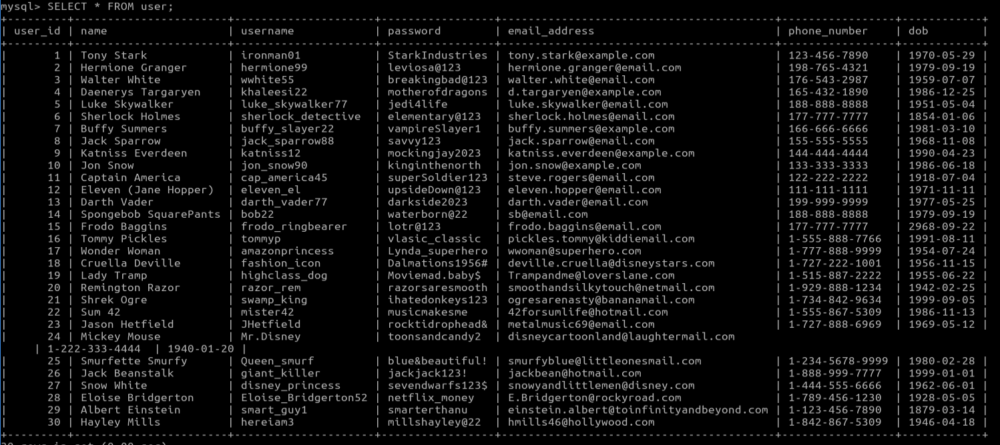 mysql> SELECT * FROM user;
+---------+------------------------+---------------------+-----------------+-----------------------------------------+-----------------+------------+
| user_id | name                   | username            | password        | email_address                           | phone_number    | dob        |
+---------+------------------------+---------------------+-----------------+-----------------------------------------+-----------------+------------+
|       1 | Tony Stark             | ironman01           | StarkIndustries | tony.stark@example.com                  | 123-456-7890    | 1970-05-29 |
|       2 | Hermione Granger       | hermione99          | leviosa@123     | hermione.granger@email.com              | 198-765-4321    | 1979-09-19 |
|       3 | Walter White           | wwhite55            | breakingbad@123 | walter.white@email.com                  | 176-543-2987    | 1959-07-07 |
|       4 | Daenerys Targaryen     | khaleesi22          | motherofdragons | d.targaryen@example.com                 | 165-432-1890    | 1986-12-25 |
|       5 | Luke Skywalker         | luke_skywalker77    | jedi4life       | luke.skywalker@email.com                | 188-888-8888    | 1951-05-04 |
|       6 | Sherlock Holmes        | sherlock_detective  | elementary@123  | sherlock.holmes@email.com               | 177-777-7777    | 1854-01-06 |
|       7 | Buffy Summers          | buffy_slayer22      | vampireSlayer1  | buffy.summers@example.com               | 166-666-6666    | 1981-03-10 |
|       8 | Jack Sparrow           | jack_sparrow88      | savvy123        | jack.sparrow@email.com                  | 155-555-5555    | 1968-11-08 |
|       9 | Katniss Everdeen       | katniss12           | mockingjay2023  | katniss.everdeen@example.com            | 144-444-4444    | 1990-04-23 |
|      10 | Jon Snow               | jon_snow90          | kinginthenorth  | jon.snow@example.com                    | 133-333-3333    | 1986-06-18 |
|      11 | Captain America        | cap_america45       | superSoldier123 | steve.rogers@email.com                  | 122-222-2222    | 1918-07-04 |
|      12 | Eleven (Jane Hopper)   | eleven_el           | upsideDown@123  | eleven.hopper@email.com                 | 111-111-1111    | 1971-11-11 |
|      13 | Darth Vader            | darth_vader77       | darkside2023    | darth.vader@email.com                   | 199-999-9999    | 1977-05-25 |
|      14 | Spongebob SquarePants  | bob22               | waterborn@22    | sb@email.com                            | 188-888-8888    | 1979-09-19 |
|      15 | Frodo Baggins          | frodo_ringbearer    | lotr@123        | frodo.baggins@email.com                 | 177-777-7777    | 2968-09-22 |
|      16 | Tommy Pickles          | tommyp              | vlasic_classic  | pickles.tommy@kiddiemail.com            | 1-555-888-7766  | 1991-08-11 |
|      17 | Wonder Woman           | amazonprincess      | Lynda_superhero | wwoman@superhero.com                    | 1-777-888-9999  | 1954-07-24 |
|      18 | Cruella Deville        | fashion_icon        | Dalmations1956# | deville.cruella@disneystars.com         | 1-727-222-1001  | 1956-11-15 |
|      19 | Lady Tramp             | highclass_dog       | Moviemad.baby$  | Trampandme@loverslane.com               | 1-515-887-2222  | 1955-06-22 |
|      20 | Remington Razor        | razor_rem           | razorsaresmooth | smoothandsilkytouch@netmail.com         | 1-929-888-1234  | 1942-02-25 |
|      21 | Shrek Ogre             | swamp_king          | ihatedonkeys123 | ogresarenasty@bananamail.com            | 1-734-842-9634  | 1999-09-05 |
|      22 | Sum 42                 | mister42            | musicmakesme    | 42forsumlife@hotmail.com                | 1-555-867-5309  | 1986-11-13 |
|      23 | Jason Hetfield         | JHetfield           | rocktidrophead& | metalmusic69@email.com                  | 1-727-888-6969  | 1969-05-12 |
|      24 | Mickey Mouse           | Mr.Disney           | toonsandcandy2  | disneycartoonland@laughtermail.com
     | 1-222-333-4444  | 1940-01-20 |
|      25 | Smurfette Smurfy       | Queen_smurf         | blue&beautiful! | smurfyblue@littleonesmail.com           | 1-234-5678-9999 | 1980-02-28 |
|      26 | Jack Beanstalk         | giant_killer        | jackjack123!    | jackbean@hotmail.com                    | 1-888-999-7777  | 1999-01-01 |
|      27 | Snow White             | disney_princess     | sevendwarfs123$ | snowyandlittlemen@disney.com            | 1-444-555-6666  | 1962-06-01 |
|      28 | Eloise Bridgerton      | Eloise_Bridgerton52 | netflix_money   | E.Bridgerton@rockyroad.com              | 1-789-456-1230  | 1928-05-05 |
|      29 | Albert Einstein        | smart_guy1          | smarterthanu    | einstein.albert@toinfinityandbeyond.com | 1-123-456-7890  | 1879-03-14 |
|      30 | Hayley Mills           | hereiam3            | millshayley@22  | hmills46@hollywood.com                  | 1-842-867-5309  | 1946-04-18 |
+---------+------------------------+---------------------+-----------------+-----------------------------------------+-----------------+------------+
30 rows in set (0.00 sec)